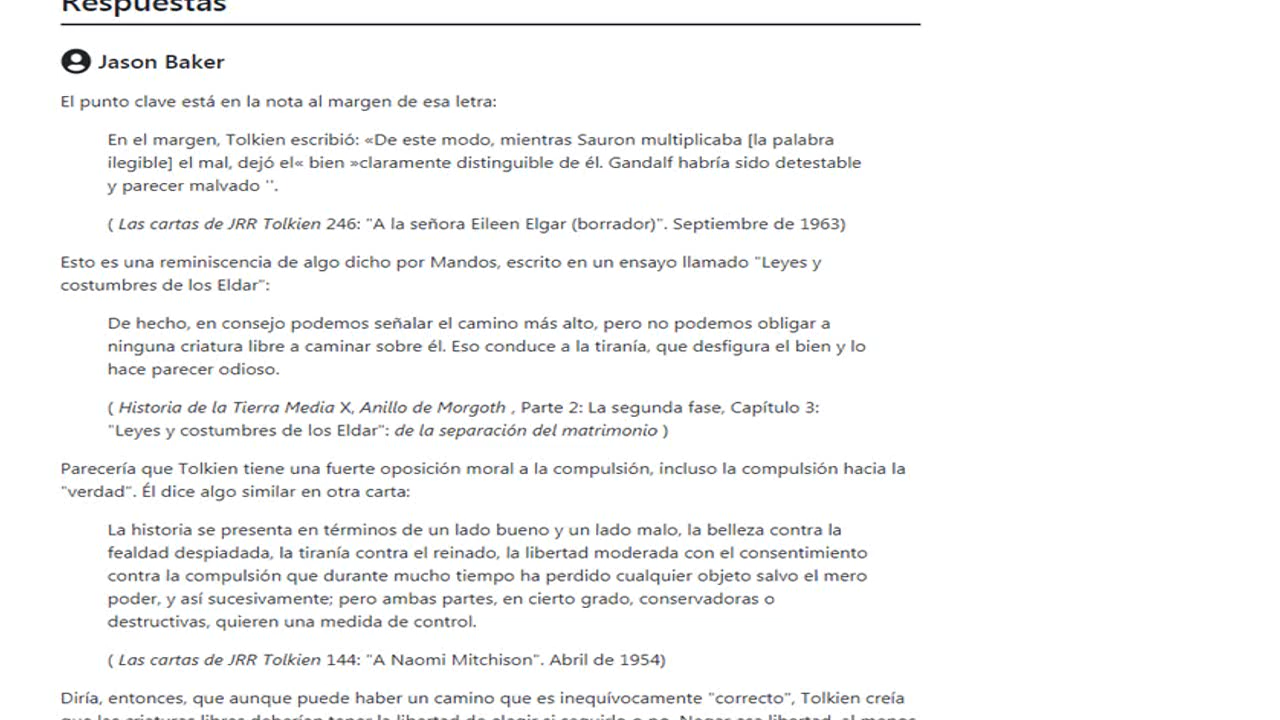 Respuestas
Jason Baker
El punto clave está en la nota al margen de esa letra:
En el margen, Tolkien escribió: «De este modo, mientras Sauron multiplicaba [la palabra
ilegible] el mal, dejó el« bien »claramente distinguible de él. Gandalf habría sido detestable
y parecer malvado ''.
( Las cartas de JRR Tolkien 246: "A la señora Eileen Elgar (borrador)". Septiembre de 1963)
Esto es una reminiscencia de algo dicho por Mandos, escrito en un ensayo llamado "Leyes y
costumbres de los Eldar":
De hecho, en consejo podemos señalar el camino más alto, pero no podemos obligar a
ninguna criatura libre a caminar sobre él. Eso conduce a la tiranía, que desfigura el bien y lo
hace parecer odioso.
( Historia de la Tierra Media X, Anillo de Morgoth , Parte 2: La segunda fase, Capítulo 3:
"Leyes y costumbres de los Eldar": de la separación del matrimonio )
Parecería que Tolkien tiene una fuerte oposición moral a la compulsión, incluso la compulsión hacia la
"verdad". Él dice algo similar en otra carta:
La historia se presenta en términos de un lado bueno y un lado malo, la belleza contra la
fealdad despiadada, la tiranía contra el reinado, la libertad moderada con el consentimiento
contra la compulsión que durante mucho tiempo ha perdido cualquier objeto salvo el mero
poder, y así sucesivamente; pero ambas partes, en cierto grado, conservadoras o
destructivas, quieren una medida de control.
( Las cartas de JRR Tolkien 144: "A Naomi Mitchison". Abril de 1954)
Diría, entonces, que aunque puede haber un camino que es inequívocamente "correcto", Tolkien creía